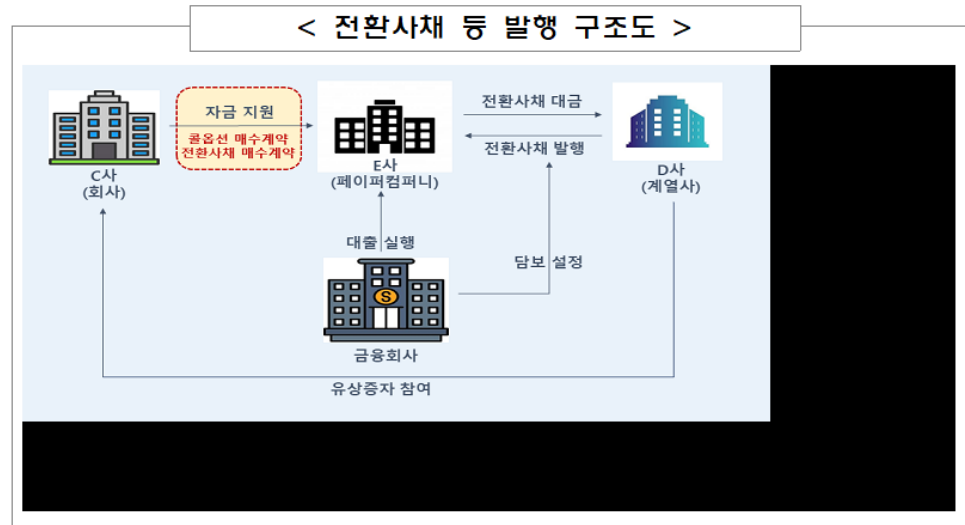 < 전환사채 등 발행 구조도 >
자금 지원
콜옵션 매수계약
전환사채 매수계약
C사
(회사)
E사
(페이퍼컴퍼니)
전환사채 대금
전환사채 발행
D사
(계열사)
대출 실행
담보 설정
S
금융회사
유상증자 참여